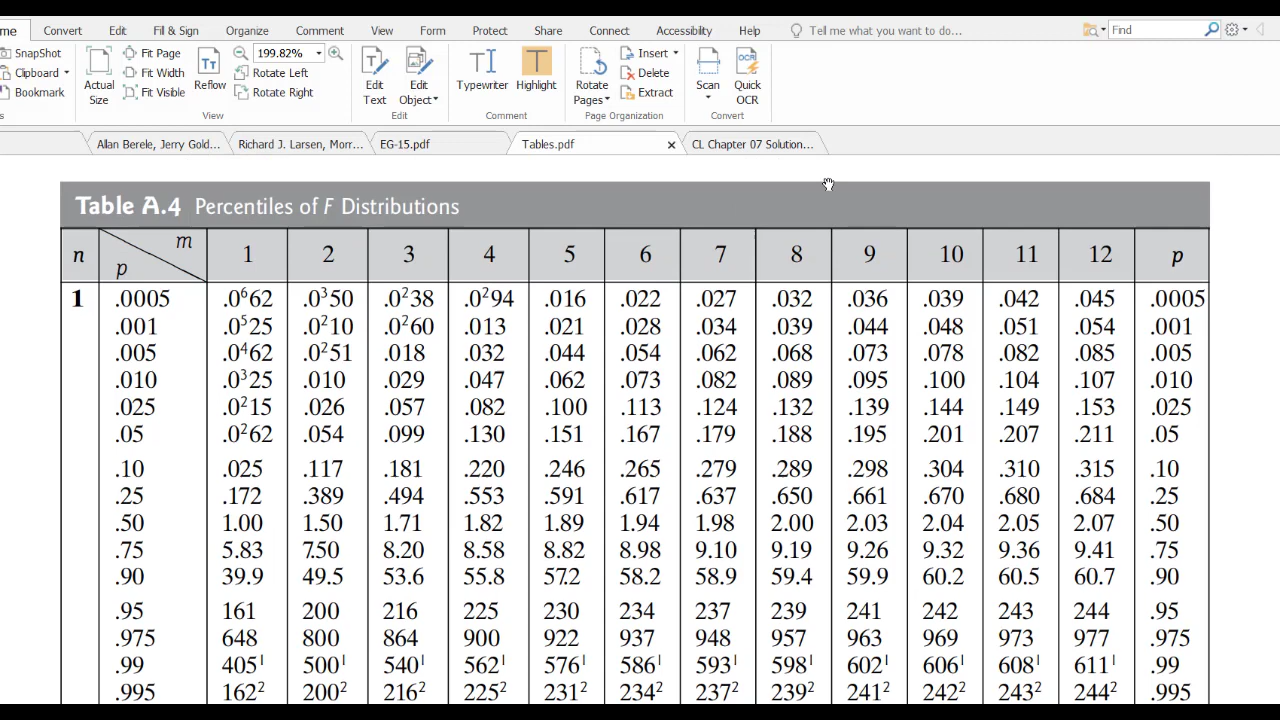 me Convert Edit Fill & Sign Organize Comment View Form Protect Share Connect Accessibility Help Tell me what you want to do... Find
SnapShot Fit Page 199.82% Insert
Clipboard Fit Width Rotate Left Delete
Bookmark Fit Visible Rotate Right Extract
Actual Size Reflow Edit Text Edit Object Typewriter Highlight Rotate Pages Scan Quick OCR
s View Edit Comment Page Organization Convert
Allan Berele, Jerry Gold... Richard J. Larsen, Morr... EG-15.pdf Tables.pdf CL Chapter 07 Solution...
Table A.4 Percentiles of F Distributions
n p m 1 2 3 4 5 6 7 8 9 10 11 12 p
1 .0005 .0⁶62 .0³50 .0²38 .0²94 .016 .022 .027 .032 .036 .039 .042 .045 .0005
.001 .0⁵25 .0²10 .0²60 .013 .021 .028 .034 .039 .044 .048 .051 .054 .001
.005 .0⁴62 .0²51 .018 .032 .044 .054 .062 .068 .073 .078 .082 .085 .005
.010 .0³25 .010 .029 .047 .062 .073 .082 .089 .095 .100 .104 .107 .010
.025 .0²15 .026 .057 .082 .100 .113 .124 .132 .139 .144 .149 .153 .025
.05 .0²62 .054 .099 .130 .151 .167 .179 .188 .195 .201 .207 .211 .05
.10 .025 .117 .181 .220 .246 .265 .279 .289 .298 .304 .310 .315 .10
.25 .172 .389 .494 .553 .591 .617 .637 .650 .661 .670 .680 .684 .25
.50 1.00 1.50 1.71 1.82 1.89 1.94 1.98 2.00 2.03 2.04 2.05 2.07 .50
.75 5.83 7.50 8.20 8.58 8.82 8.98 9.10 9.19 9.26 9.32 9.36 9.41 .75
.90 39.9 49.5 53.6 55.8 57.2 58.2 58.9 59.4 59.9 60.2 60.5 60.7 .90
.95 161 200 216 225 230 234 237 239 241 242 243 244 .95
.975 648 800 864 900 922 937 948 957 963 969 973 977 .975
.99 405¹ 500¹ 540¹ 562¹ 576¹ 586¹ 593¹ 598¹ 602¹ 606¹ 608¹ 611¹ .99
.995 162² 200² 216² 225² 231² 234² 237² 239² 241² 242² 243² 244² .995